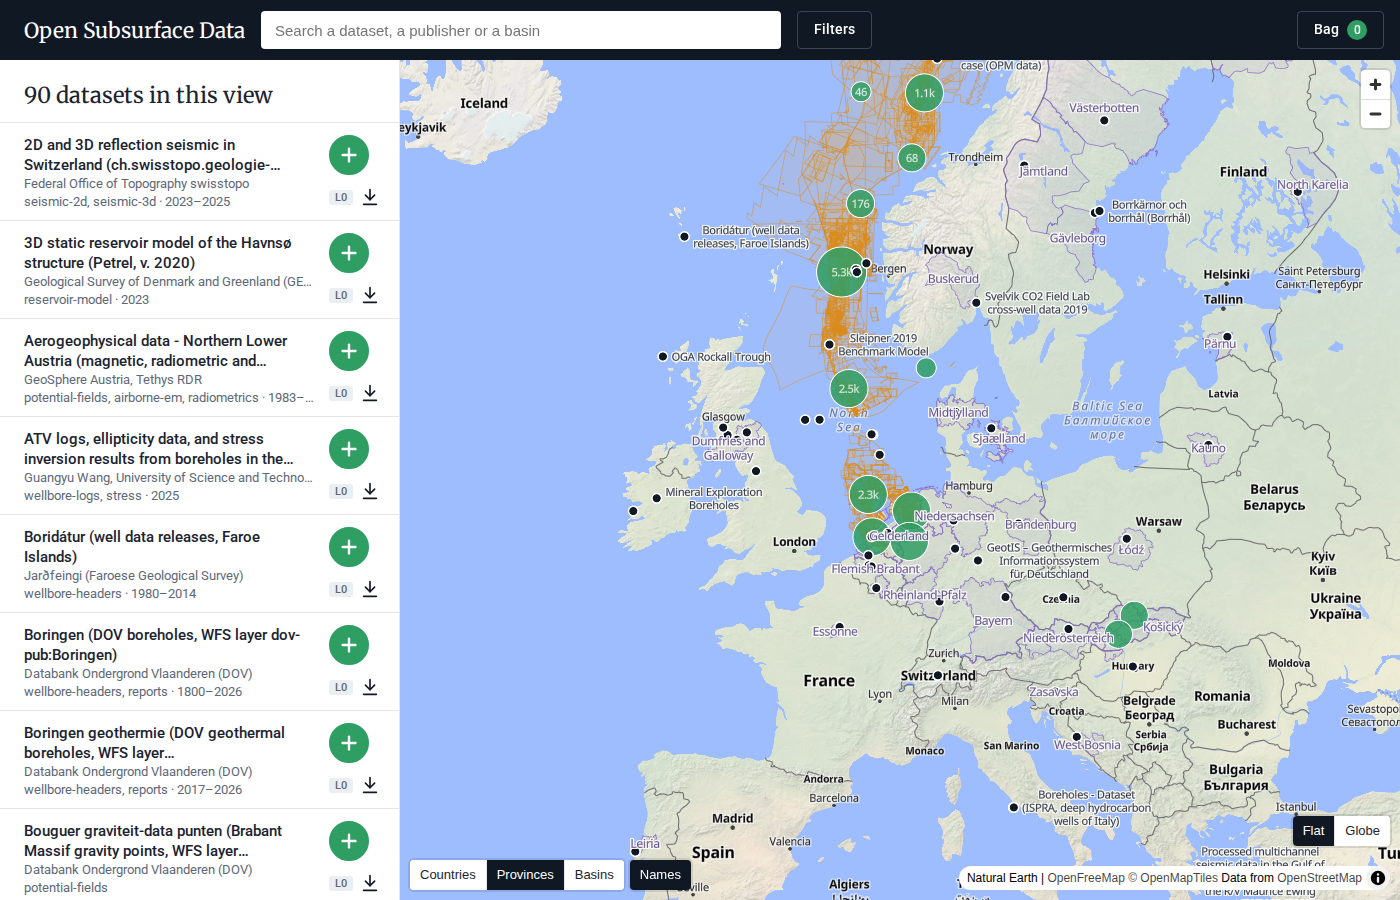 Open Subsurface Data
Search a dataset, a publisher or a basin
Filters
Bag 0
90 datasets in this view
2D and 3D reflection seismic in
Switzerland (ch.swisstopo.geologie-...
Federal Office of Topography swisstopo
seismic-2d, seismic-3d · 2023–2025
L0
3D static reservoir model of the Havnsø
structure (Petrel, v. 2020)
Geological Survey of Denmark and Greenland (GE...
reservoir-model · 2023
L0
Aerogeophysical data - Northern Lower
Austria (magnetic, radiometric and...
GeoSphere Austria, Tethys RDR
potential-fields, airborne-em, radiometrics · 1983–...
L0
ATV logs, ellipticity data, and stress
inversion results from boreholes in the...
Guangyu Wang, University of Science and Techno...
wellbore-logs, stress · 2025
L0
Boridátur (well data releases, Faroe
Islands)
Jarðfeingi (Faroese Geological Survey)
wellbore-headers · 1980–2014
L0
Boringen (DOV boreholes, WFS layer dov-
pub:Boringen)
Databank Ondergrond Vlaanderen (DOV)
wellbore-headers, reports · 1800–2026
L0
Boringen geothermie (DOV geothermal
boreholes, WFS layer...
Databank Ondergrond Vlaanderen (DOV)
wellbore-headers, reports · 2017–2026
L0
Bouguer graviteit-data punten (Brabant
Massif gravity points, WFS layer...
Databank Ondergrond Vlaanderen (DOV)
potential-fields
L0
case (OPM data)
Iceland
eykjavik
46
1.1k
68
176
5.3k
2.5k
2.3k
Västerbotten
Trondheim
Jämtland
Finland
North Karelia
Borrkärnor och
borrhål (Borrhål)
Boridátur (well data
releases, Faroe Islands)
Gävleborg
Norway
Bergen
Buskerud
Helsinki
Saint Petersburg
Санкт-Петербург
Tallinn
Svelvik CO2 Field Lab
cross-well data 2019
Sleipner 2019
Benchmark Model
Pärnu
OGA Rockall Trough
Latvia
North
Sea
Midtjylland
Baltic Sea
Балтийское
море
Glasgow
Dumfries and
Galloway
Sjaælland
Kauno
Mineral Exploration
Boreholes
Hamburg
Belarus
Беларусь
Niedersachsen
Brandenburg
Warsaw
London
Gelderland
Łódź
GeotIS – Geothermisches
Informationssystem
für Deutschland
Flemish Brabant
Kyiv
Київ
Rheinland-Pfalz
Czechia
Ukraine
Україна
Essonne
Bayern
Niederösterreich
Košický
Zurich
Switzerland
Hungary
Moldova
France
Lyon
Milan
Zasavska
Croatia
Romania
Belgrade
Београд
Sevastopo
Севастопол
Bucharest
Monaco
San Marino
West Bosnia
Serbia
Србија
Andorra
Barcelona
Bulgaria
България
Boreholes - Dataset
(ISPRA, deep hydrocarbon
wells of Italy)
Istanbul
Madrid
Valencia
Leiria
Spain
Flat
Globe
Processed multichannel
seismic data in the Gulf of
the R/V Maurice Ewing
Countries
Provinces
Basins
Names
Algiers
Natural Earth | OpenFreeMap © OpenMapTiles Data from OpenStreetMap